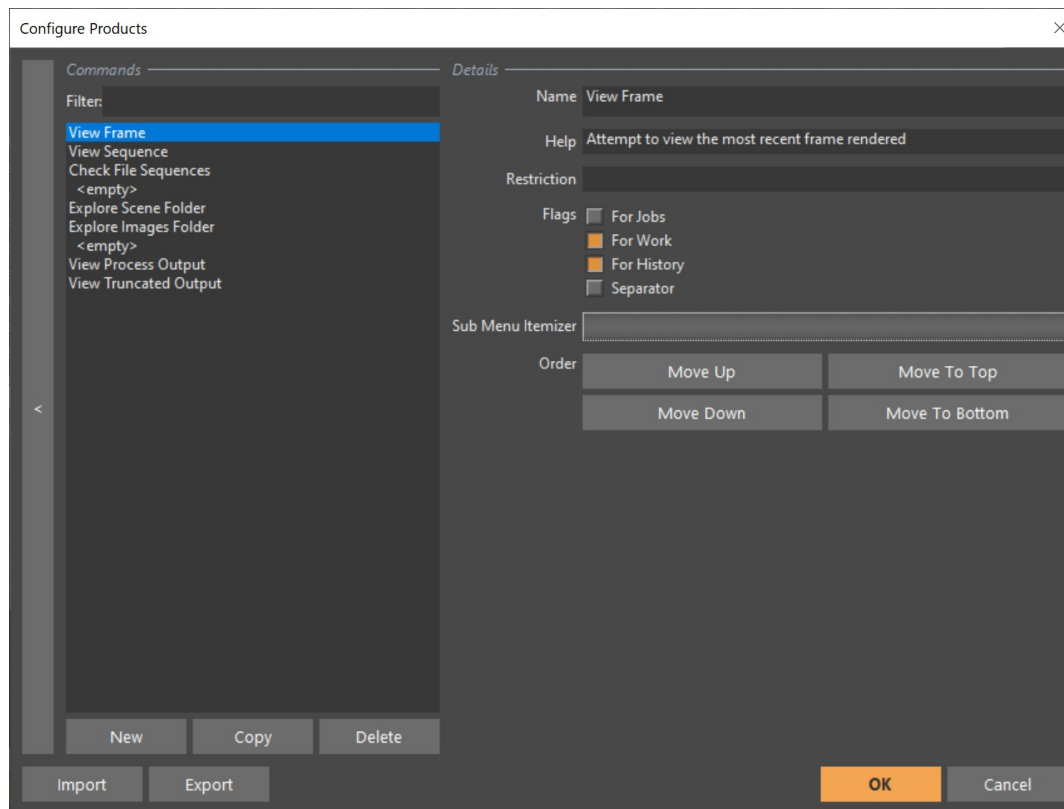 Configure Products
Commands
Filter:
View Frame
View Sequence
Check File Sequences
<empty>
Explore Scene Folder
Explore Images Folder
<empty>
View Process Output
View Truncated Output
New Copy Delete
Details
Name View Frame
Help Attempt to view the most recent frame rendered
Restriction
Flags For Jobs
For Work
For History
Separator
Sub Menu Itemizer
Order Move Up Move To Top
Move Down Move To Bottom
<
Import Export OK Cancel